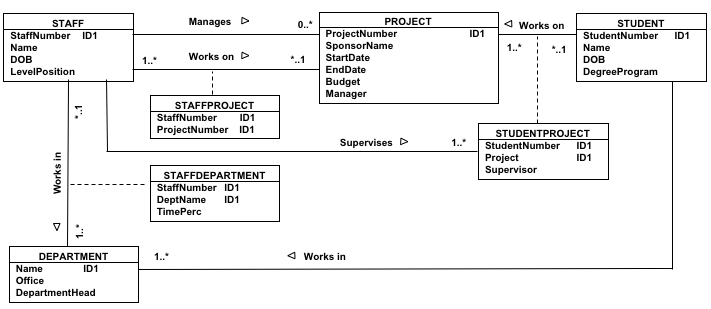 STAFF
StaffNumber ID1
Name
DOB
LevelPosition
Manages
0..*
Works on
1..*
*..1
PROJECT
ProjectNumber ID1
SponsorName
StartDate
EndDate
Budget
Manager
Works on
1..*
*..1
STUDENT
StudentNumber ID1
Name
DOB
DegreeProgram
STAFFPROJECT
StaffNumber ID1
ProjectNumber ID1
*..1
Works in
1..*
Supervises
1..*
STUDENTPROJECT
StudentNumber ID1
Project ID1
Supervisor
STAFFDEPARTMENT
StaffNumber ID1
DeptName ID1
TimePerc
DEPARTMENT
Name ID1
Office
DepartmentHead
1..*
Works in